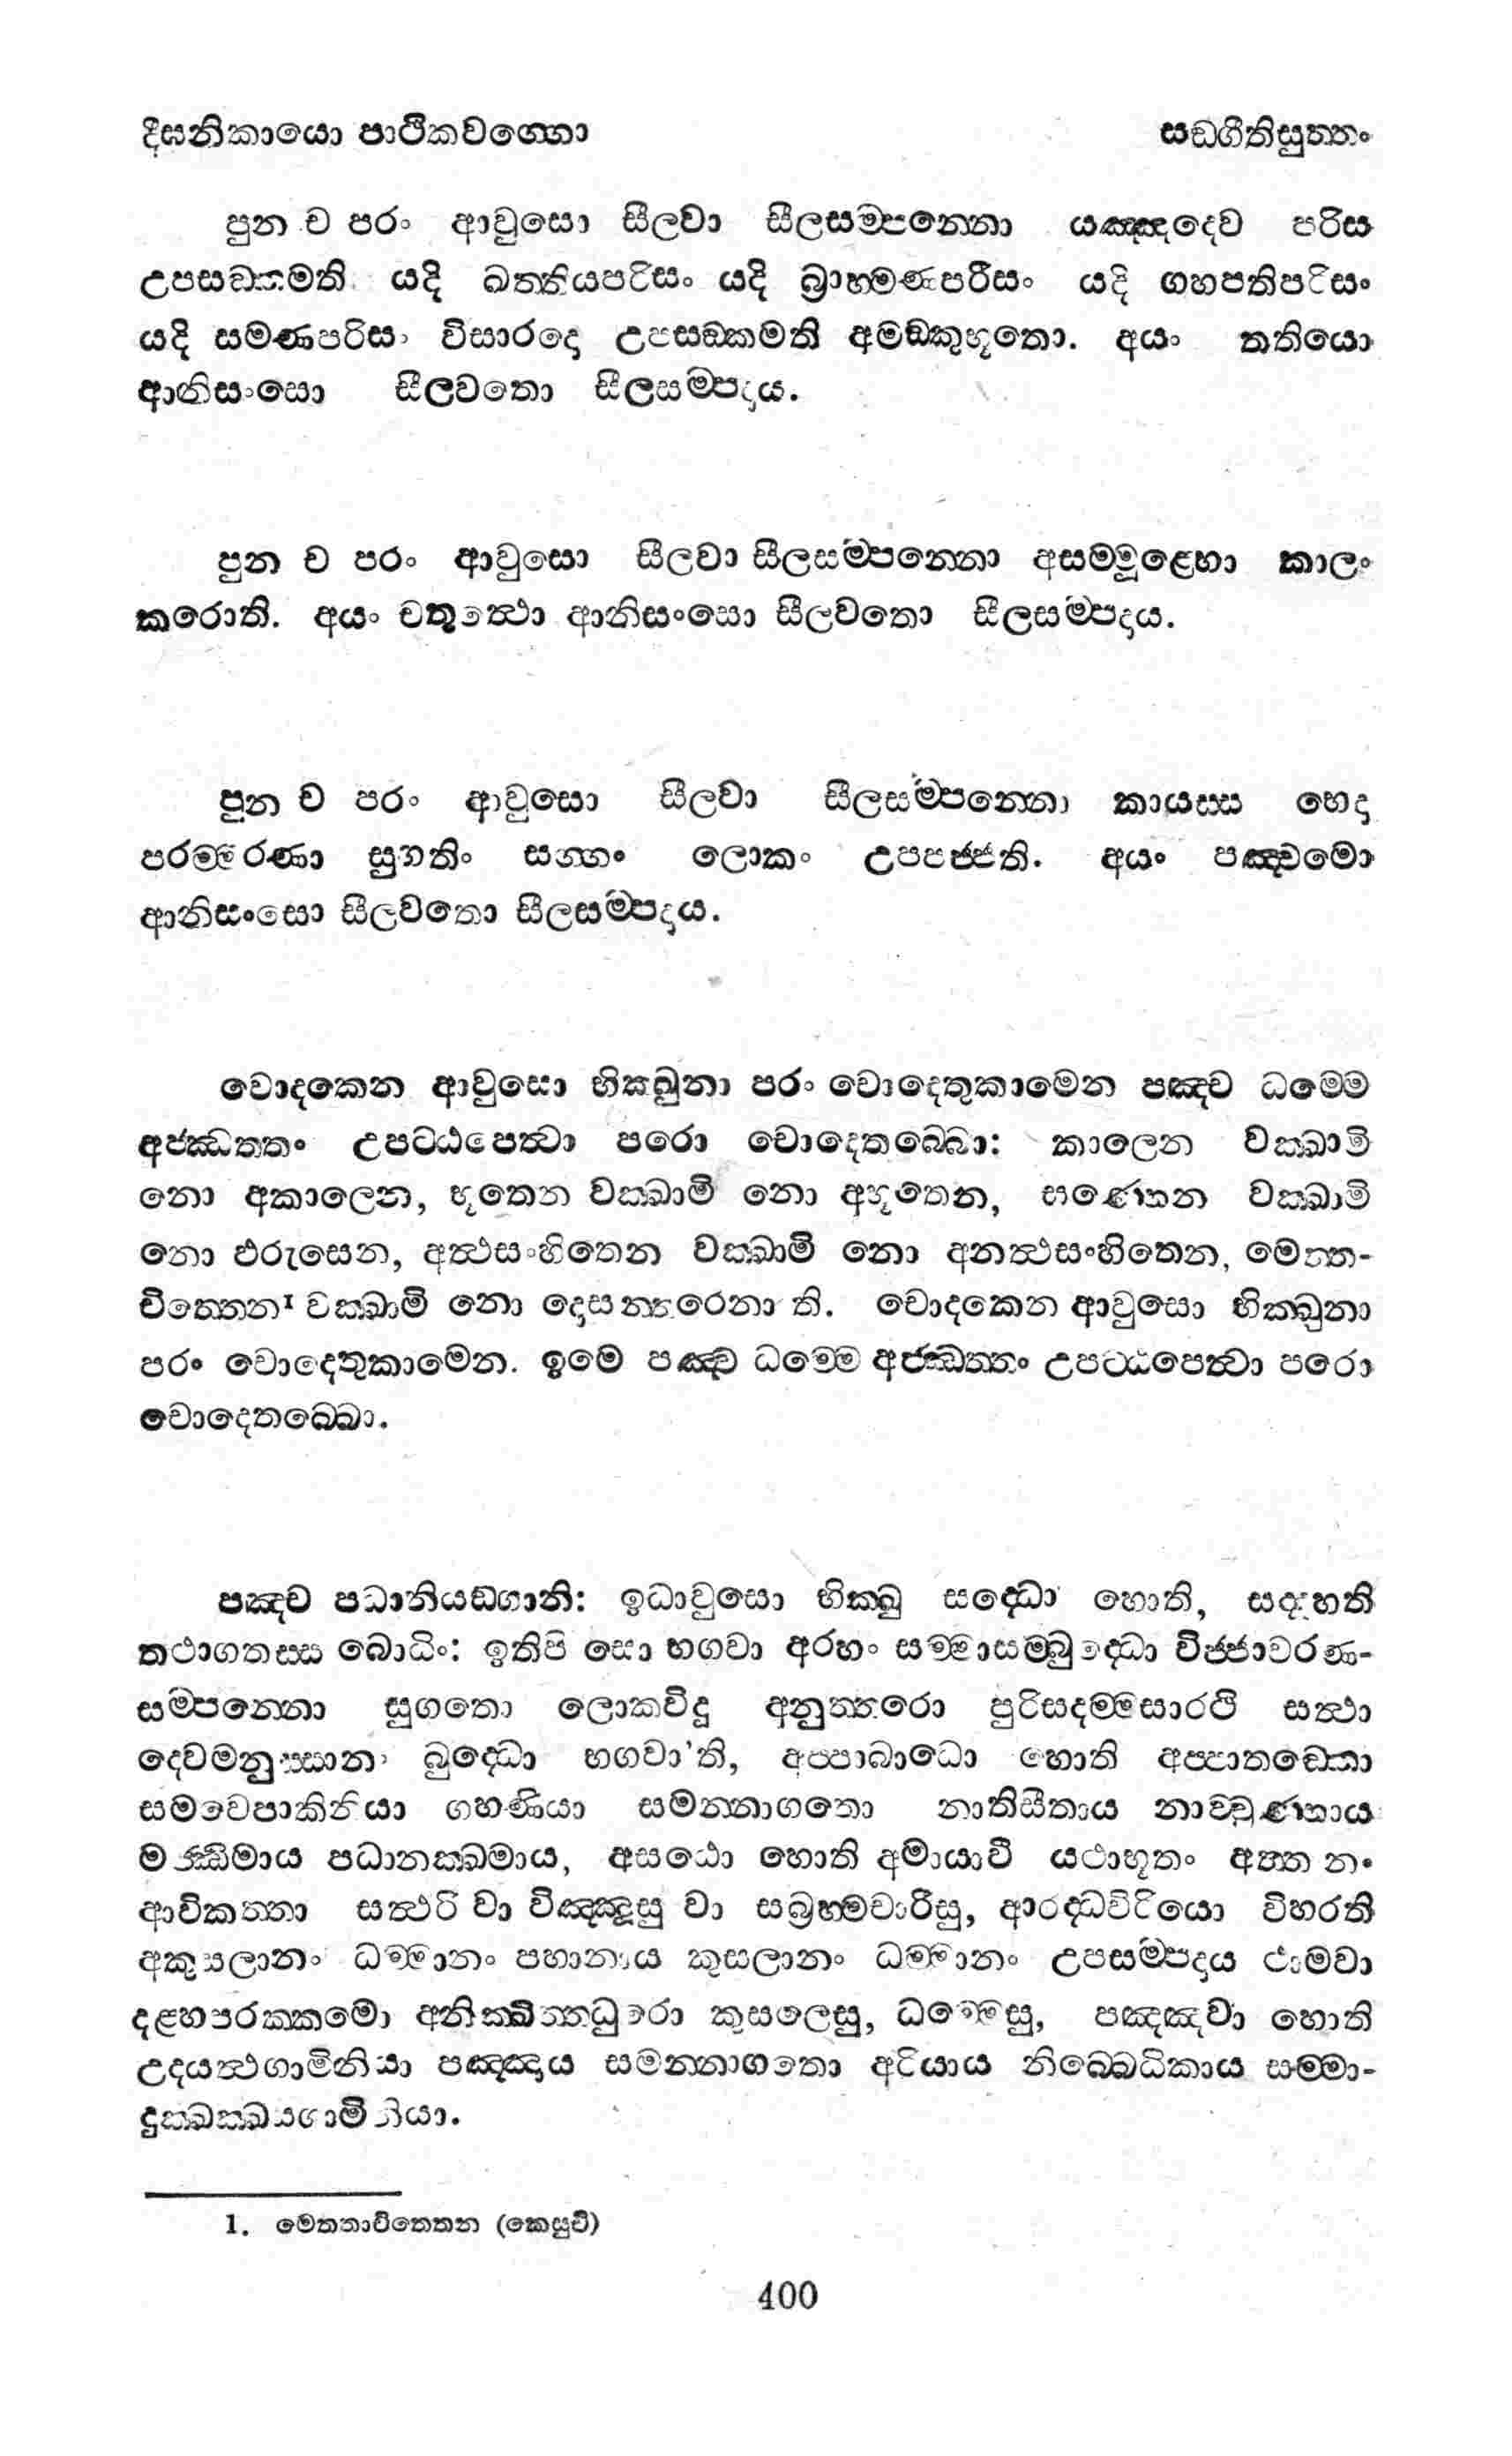 දීඝනිකායො පාථිකවග්ගො
සඞගීතිසුත්තං
පුන ච පරං ආවුසො සීලවා සීලසම්පන්නො යඤ්ඤදෙව පරිස
උපසඞ්කමති යදි ඛත්තියපරිසං යදි බ්‍රාහ්මණපරිසං යදි ගහපතිපරිසං
යදි සමණපරිසං විසාරදො උපසඞ්කමති අමඞ්කුභූතො. අයං තතියො
ආනිසංසො සීලවතො සීලසම්පදාය.
පුන ච පරං ආවුසො සීලවා සීලසම්පන්නො අසම්මූළ්හො කාලං
කරොති. අයං චතුත්ථො ආනිසංසො සීලවතො සීලසම්පදාය.
පුන ච පරං ආවුසො සීලවා සීලසම්පන්නො කායස්ස භෙදා
පරම්මරණා සුගතිං සග්ගං ලොකං උපපජ්ජති. අයං පඤ්චමො
ආනිසංසො සීලවතො සීලසම්පදාය.
චොදකෙන ආවුසො භික්ඛුනා පරං චොදෙතුකාමෙන පඤ්ච ධම්මෙ
අජ්ඣත්තං උපට්ඨපෙත්වා පරො චොදෙතබ්බො: කාලෙන වක්ඛාමි
නො අකාලෙන, භූතෙන වක්ඛාමි නො අභූතෙන, සණ්හෙන වක්ඛාමි
නො ඵරුසෙන, අත්ථසංහිතෙන වක්ඛාමි නො අනත්ථසංහිතෙන, මෙත්ත-
චිත්තෙන¹ වක්ඛාමි නො දොසන්තරෙනා ති. චොදකෙන ආවුසො භික්ඛුනා
පරං චොදෙතුකාමෙන. ඉමෙ පඤ්ච ධම්මෙ අජ්ඣත්තං උපට්ඨපෙත්වා පරො
චොදෙතබ්බො.
පඤ්ච පධානියඞ්ගානි: ඉධාවුසො භික්ඛු සද්ධො හොති, සද්දහති
තථාගතස්ස බොධිං: ඉතිපි සො භගවා අරහං සම්මාසම්බුද්ධො විජ්ජාචරණ-
සම්පන්නො සුගතො ලොකවිදූ අනුත්තරො පුරිසදම්මසාරථි සත්ථා
දෙවමනුස්සානං බුද්ධො භගවා'ති, අප්පාබාධො හොති අප්පාතඞ්කො
සමවෙපාකිනියා ගහණියා සමන්නාගතො නාතිසීතාය නාච්චුණ්හාය
මජ්ඣිමාය පධානක්ඛමාය, අසඨො හොති අමායාවී යථාභූතං අත්තානං
ආවිකත්තා සත්ථරි වා විඤ්ඤූසු වා සබ්‍රහ්මචාරීසු, ආරද්ධවිරියො විහරති
අකුසලානං ධම්මානං පහානාය කුසලානං ධම්මානං උපසම්පදාය ථාමවා
දළ්හපරක්කමො අනික්ඛිත්තධුරො කුසලෙසු, ධම්මෙසු, පඤ්ඤවා හොති
උදයත්ථගාමිනියා පඤ්ඤාය සමන්නාගතො අරියාය නිබ්බෙධිකාය සම්මා-
දුක්ඛක්ඛයගාමිනියා.
1. මෙත්තාචිත්තෙන (කෙසුචි)
400